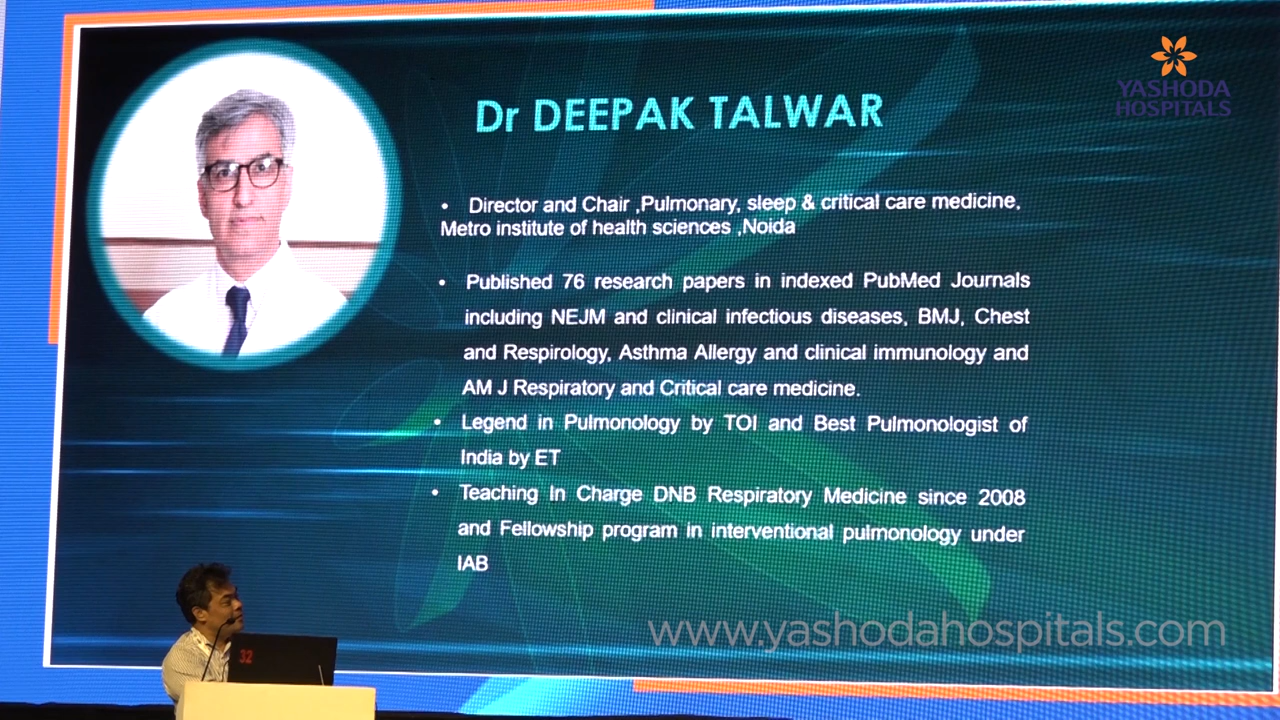 YASHODA
HOSPITALS
Dr DEEPAK TALWAR
• Director and Chair ,Pulmonary, sleep & critical care medicine.
Metro institute of health sciences ,Noida
• Published 76 research papers in indexed PubMed Journals
including NEJM and clinical infectious diseases, BMJ, Chest
and Respirology, Asthma Allergy and clinical immunology and
AM J Respiratory and Critical care medicine.
• Legend in Pulmonology by TOI and Best Pulmonologist of
India by ET
• Teaching In Charge DNB Respiratory Medicine since 2008
and Fellowship program in interventional pulmonology under
IAB
www.yashodahospitals.com
32